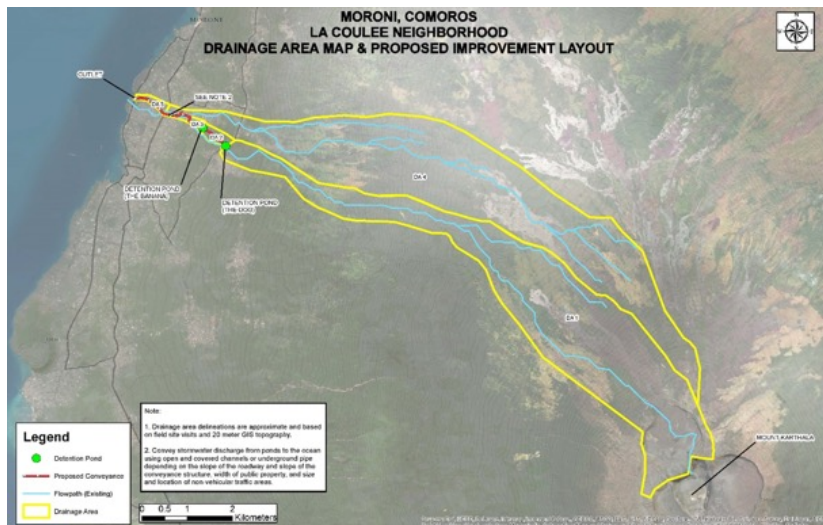 MORONI, COMOROS
LA COULEE NEIGHBORHOOD
DRAINAGE AREA MAP & PROPOSED IMPROVEMENT LAYOUT
N
OUTLET
SEE NOTE 2
DA 4
DETENTION POND
(THE BANANA)
DETENTION POND
(THE DOG)
DA 1
MOUNT KARTHALA
Note:
1. Drainage area delineations are approximate and based
on field site visits and 20 meter GIS topography.
2. Convey stormwater discharge from ponds to the ocean
using open and covered channels or underground pipe
depending on the slope of the roadway and slope of the
conveyance structure, width of public property, and size
and location of non-vehicular traffic areas.
Legend
Detention Pond
Proposed Conveyance
Flowpath (Existing)
Drainage Area
0 0.5 1 2
Kilometers